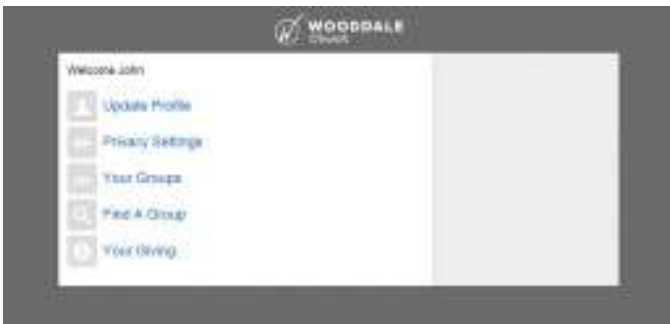 WOODDALE
CHURCH
Welcome John
Update Profile
Privacy Settings
Your Groups
Find A Group
Your Giving